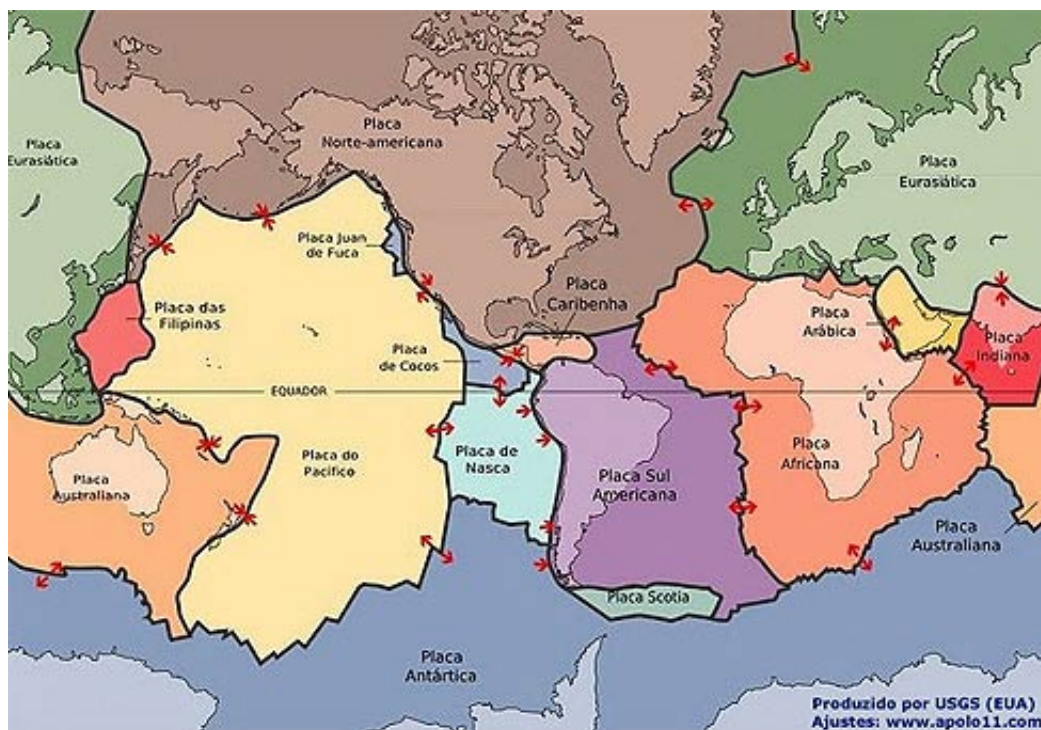 Placa
Eurasiática
Placa
Norte-americana
Placa
Eurasiática
Placa Juan
de Fuca
Placa
Caribenha
Placa das
Filipinas
Placa
Arábica
Placa
Indiana
Placa
de Cocos
EQUADOR
Placa
Australiana
Placa do
Pacifico
Placa de
Nasca
Placa Sul
Americana
Placa
Africana
Placa
Australiana
Placa Scotia
Placa
Antártica
Produzido por USGS (EUA)
Ajustes: www.apolo11.com